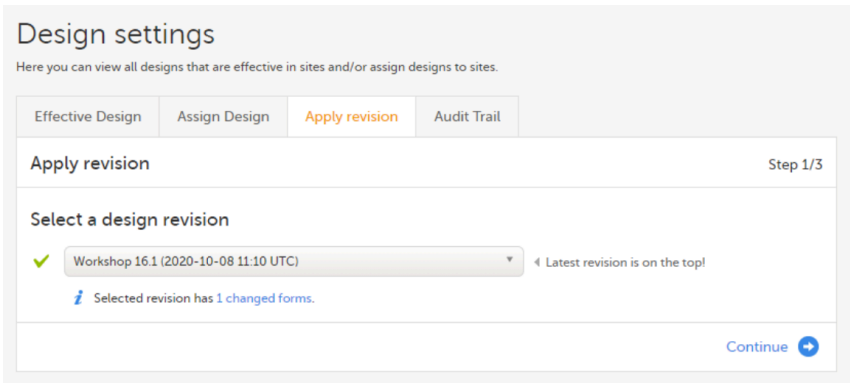 Design settings
Here you can view all designs that are effective in sites and/or assign designs to sites.
Effective Design Assign Design Apply revision Audit Trail
Apply revision Step 1/3
Select a design revision
Workshop 16.1 (2020-10-08 11:10 UTC) Latest revision is on the top!
i Selected revision has 1 changed forms.
Continue